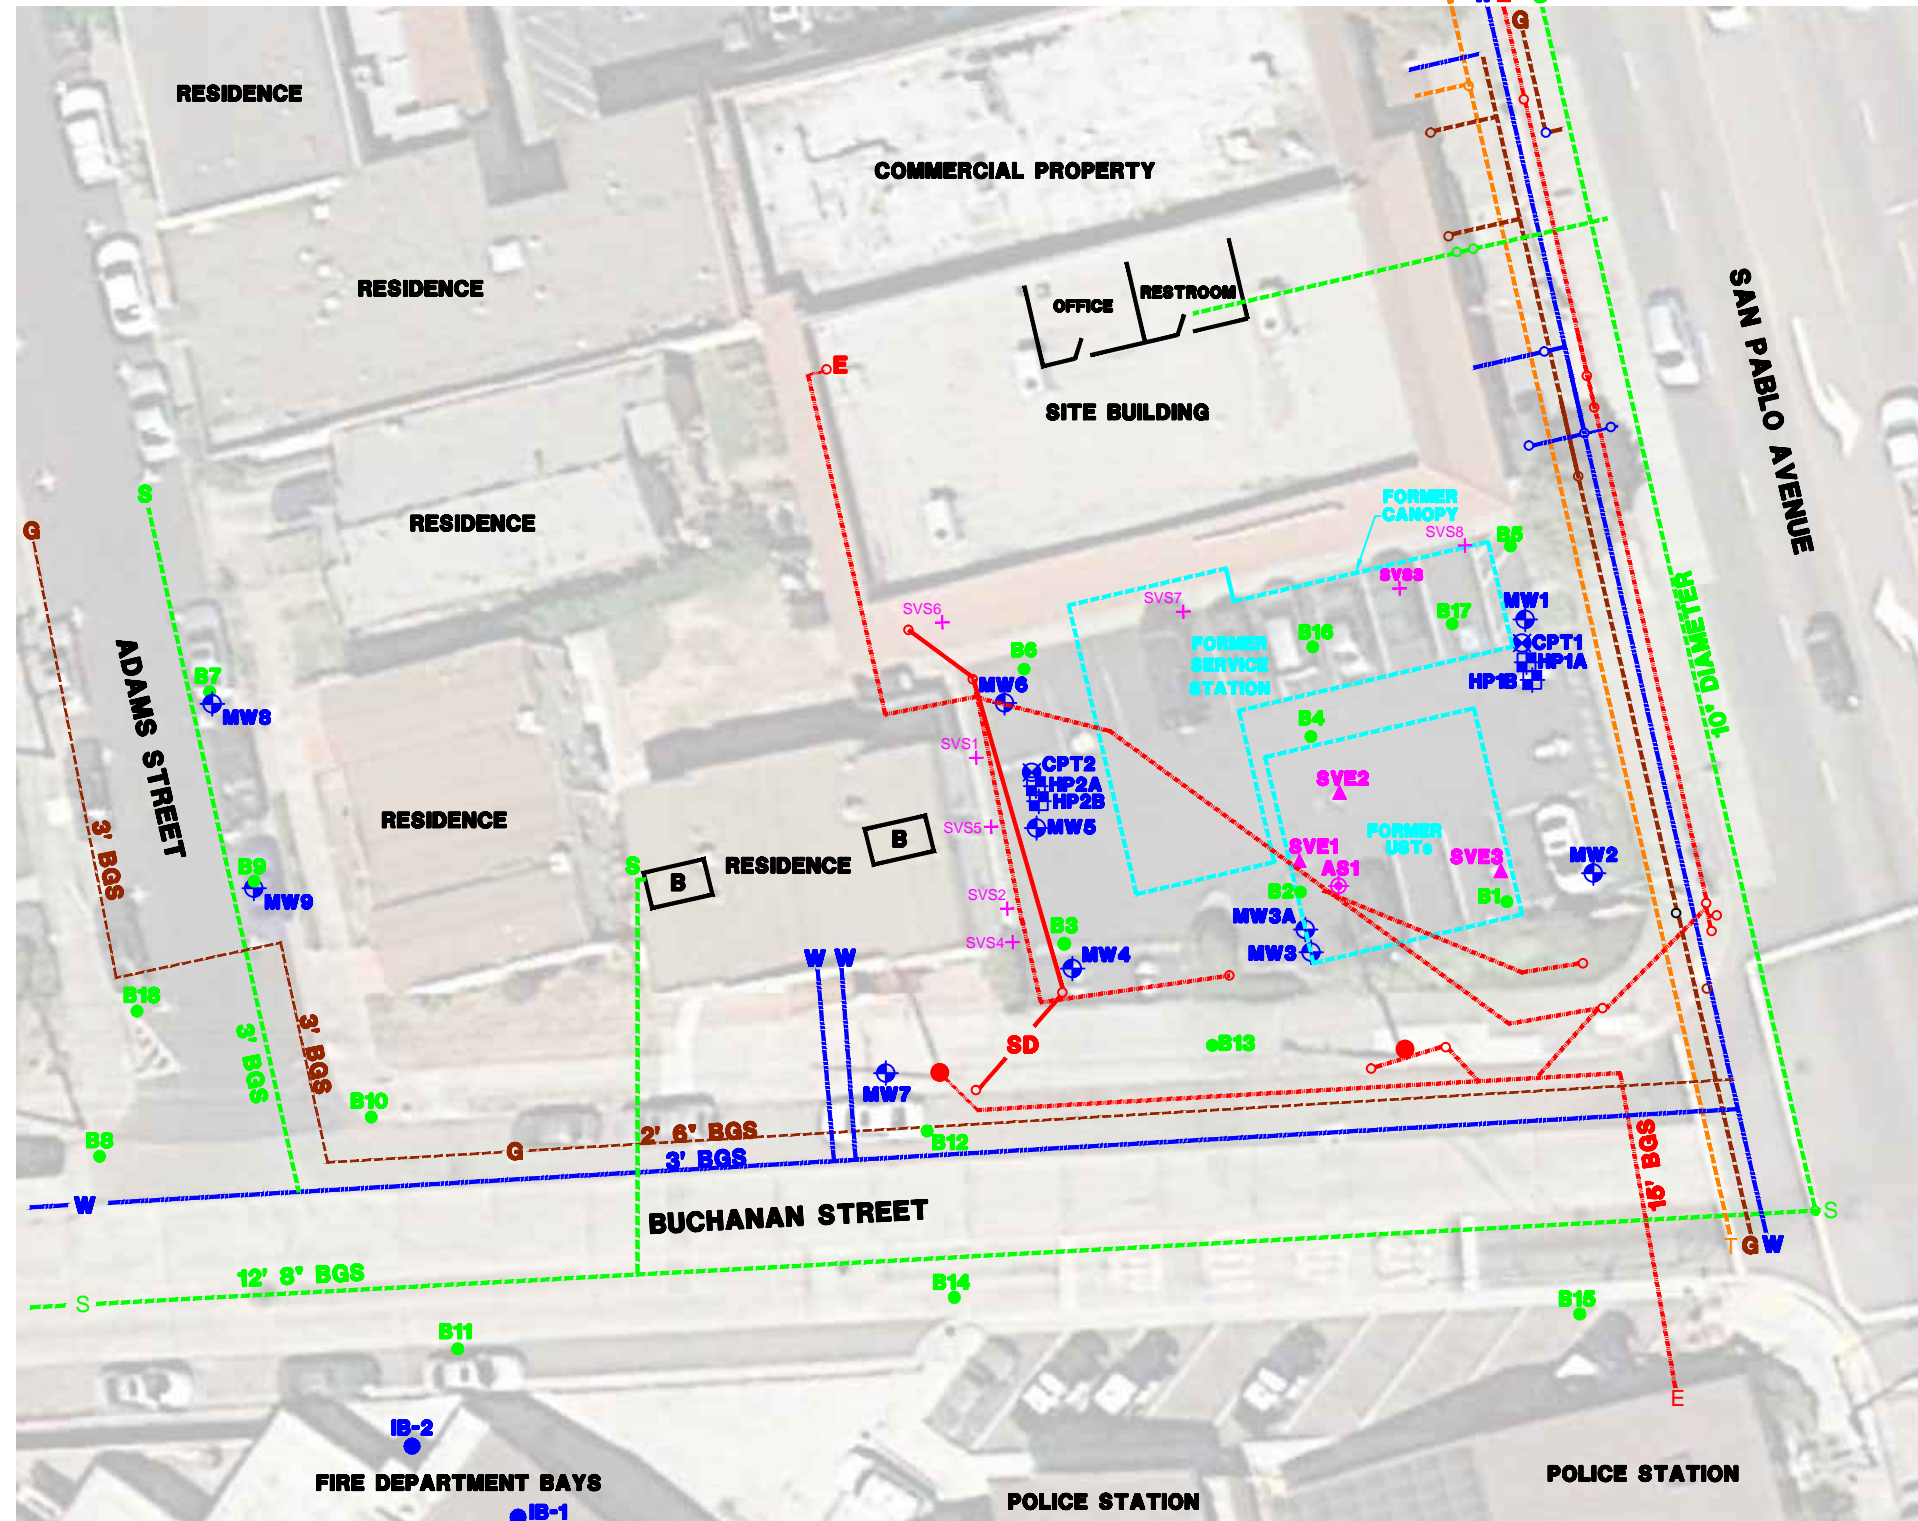 G
RESIDENCE
COMMERCIAL PROPERTY
RESIDENCE
OFFICE
RESTROOM
SAN PABLO AVENUE
E
SITE BUILDING
S
G
RESIDENCE
FORMER
CANOPY
SVS8
B5
SVS3
10" DIAMETER
SVS6
SVS7
MW1
B17
B16
FORMER
SERVICE
STATION
CPT1
HP1A
HP1B
B6
MW6
B7
MW8
ADAMS STREET
B4
SVS1
CPT2
HP2A
HP2B
MW5
SVS5
SVE2
FORMER
USTs
SVE1
AS1
SVE3
MW2
3' BGS
RESIDENCE
B
RESIDENCE
S
B
B9
MW9
SVS2
B2
B1
MW3A
MW3
B3
SVS4
MW4
W W
B18
3' BGS
3' BGS
SD
B13
MW7
B10
B8
G
2' 6" BGS
B12
3' BGS
15' BGS
W
BUCHANAN STREET
S
T G W
12' 8" BGS
S
B14
B15
B11
E
IB-2
FIRE DEPARTMENT BAYS
POLICE STATION
POLICE STATION
IB-1